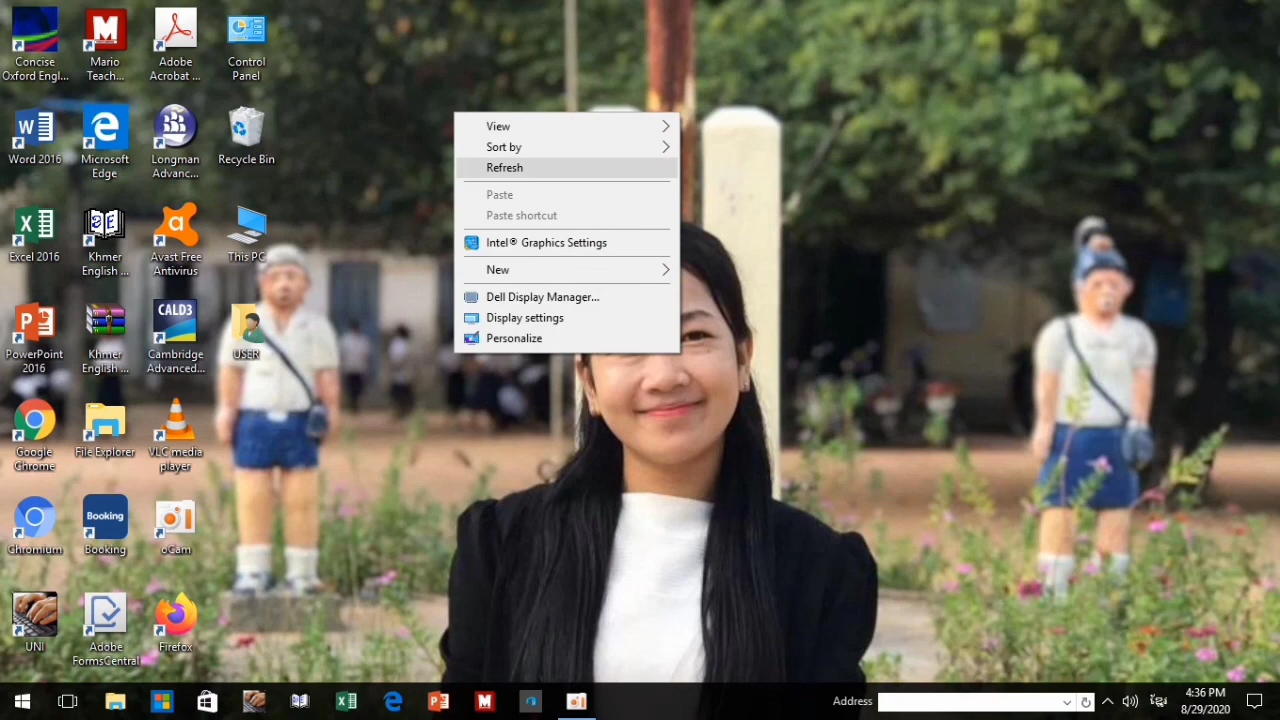 Concise
Oxford Engl...
Mario
Teach...
Adobe
Acrobat ...
Control
Panel
Word 2016
Microsoft
Edge
Longman
Advanc...
Recycle Bin
Excel 2016
Khmer
English ...
Avast Free
Antivirus
This PC
PowerPoint
2016
Khmer
English ...
CALD3
Cambridge
Advanced...
USER
Google
Chrome
File Explorer
VLC media
player
Chromium
Booking
Booking
oCam
UNI
Adobe
FormsCentral
Firefox
View
Sort by
Refresh
Paste
Paste shortcut
Intel® Graphics Settings
New
Dell Display Manager...
Display settings
Personalize
Address
4:36 PM
8/29/2020